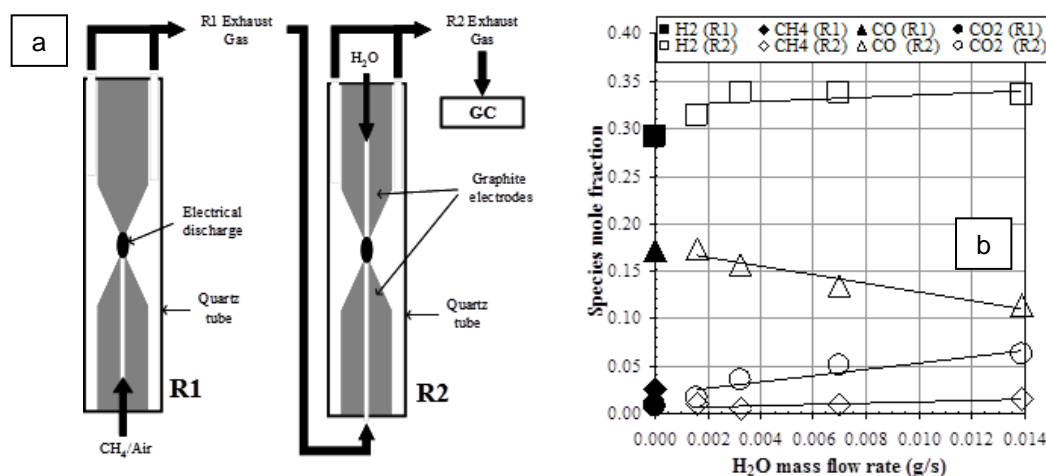 a
R1 Exhaust
Gas
R2 Exhaust
Gas
H2O
GC
Graphite
electrodes
Electrical
discharge
Quartz
tube
Quartz
tube
R1
R2
CH4/Air
b
H2 (R1) CH4 (R1) CO (R1) CO2 (R1)
H2 (R2) CH4 (R2) CO (R2) CO2 (R2)
Species mole fraction
0.40
0.35
0.30
0.25
0.20
0.15
0.10
0.05
0.00
0.000 0.002 0.004 0.006 0.008 0.010 0.012 0.014
H2O mass flow rate (g/s)